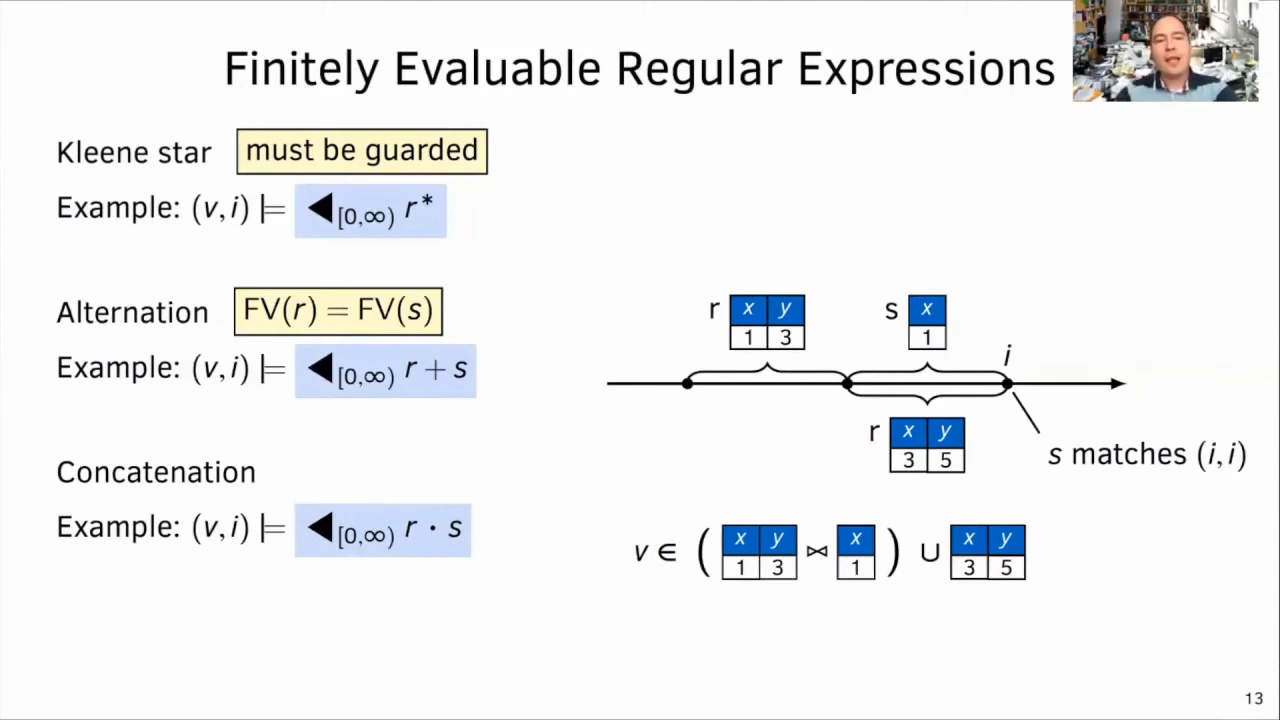 Finitely Evaluable Regular Expressions
Kleene star must be guarded
Example: (v, i) ⊨ ◀[0,∞) r*
Alternation FV(r) = FV(s)
Example: (v, i) ⊨ ◀[0,∞) r + s
Concatenation
Example: (v, i) ⊨ ◀[0,∞) r · s
r x y
1 3
s x
1
i
r x y
3 5
s matches (i, i)
v ∈ ( x y ⋈ x ) ∪ x y
1 3 1 3 5
13